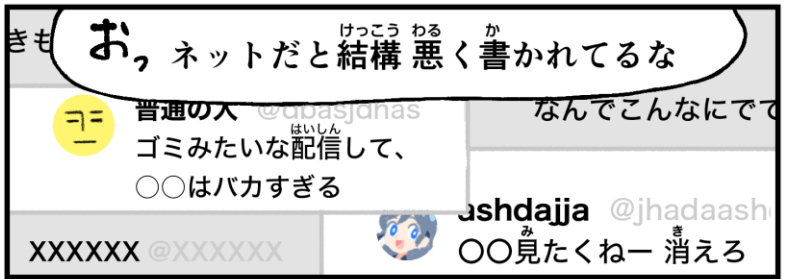 おっ ネットだと結構 悪く書かれてるな
きも
普通の人 @dbasjdhas
ゴミみたいな配信して、
○○はバカすぎる
なんでこんなにでて
ashdajja @jhadaash
○○見たくねー 消えろ
XXXXXX @XXXXXX